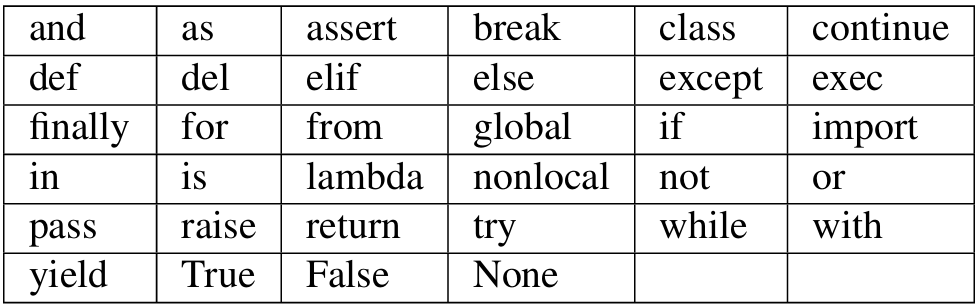 and as assert break class continue
def del elif else except exec
finally for from global if import
in is lambda nonlocal not or
pass raise return try while with
yield True False None